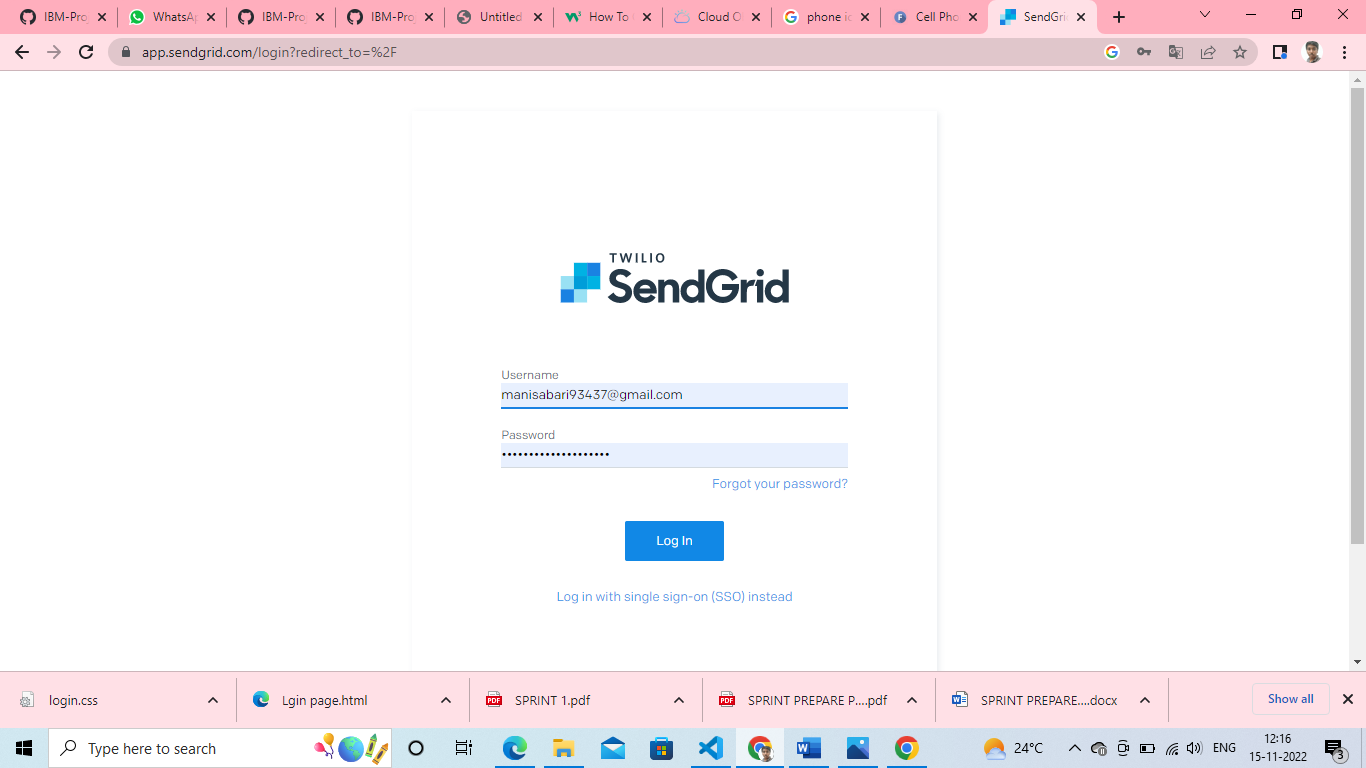 IBM-Pro WhatsAp IBM-Pro IBM-Pro Untitled How To Cloud O phone ic Cell Pho SendGri
app.sendgrid.com/login?redirect_to=%2F
TWILIO
SendGrid
Username
manisabari93437@gmail.com
Password
••••••••••••••••••••
Forgot your password?
Log In
Log in with single sign-on (SSO) instead
login.css Lgin page.html SPRINT 1.pdf SPRINT PREPARE P....pdf SPRINT PREPARE....docx Show all
Type here to search 24°C ENG 12:16
15-11-2022 3